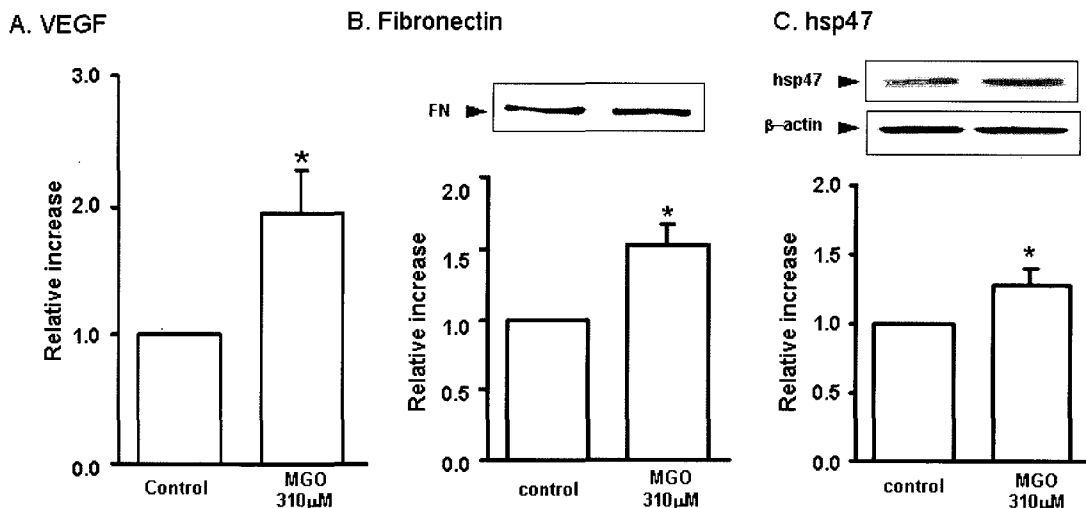 A. VEGF
3.0
2.0
1.0
0.0
Relative increase
*
Control
MGO
310µM
B. Fibronectin
FN
2.0
1.5
1.0
0.5
0.0
Relative increase
*
control
MGO
310µM
C. hsp47
hsp47
β–actin
2.0
1.5
1.0
0.5
0.0
Relative increase
*
control
MGO
310µM